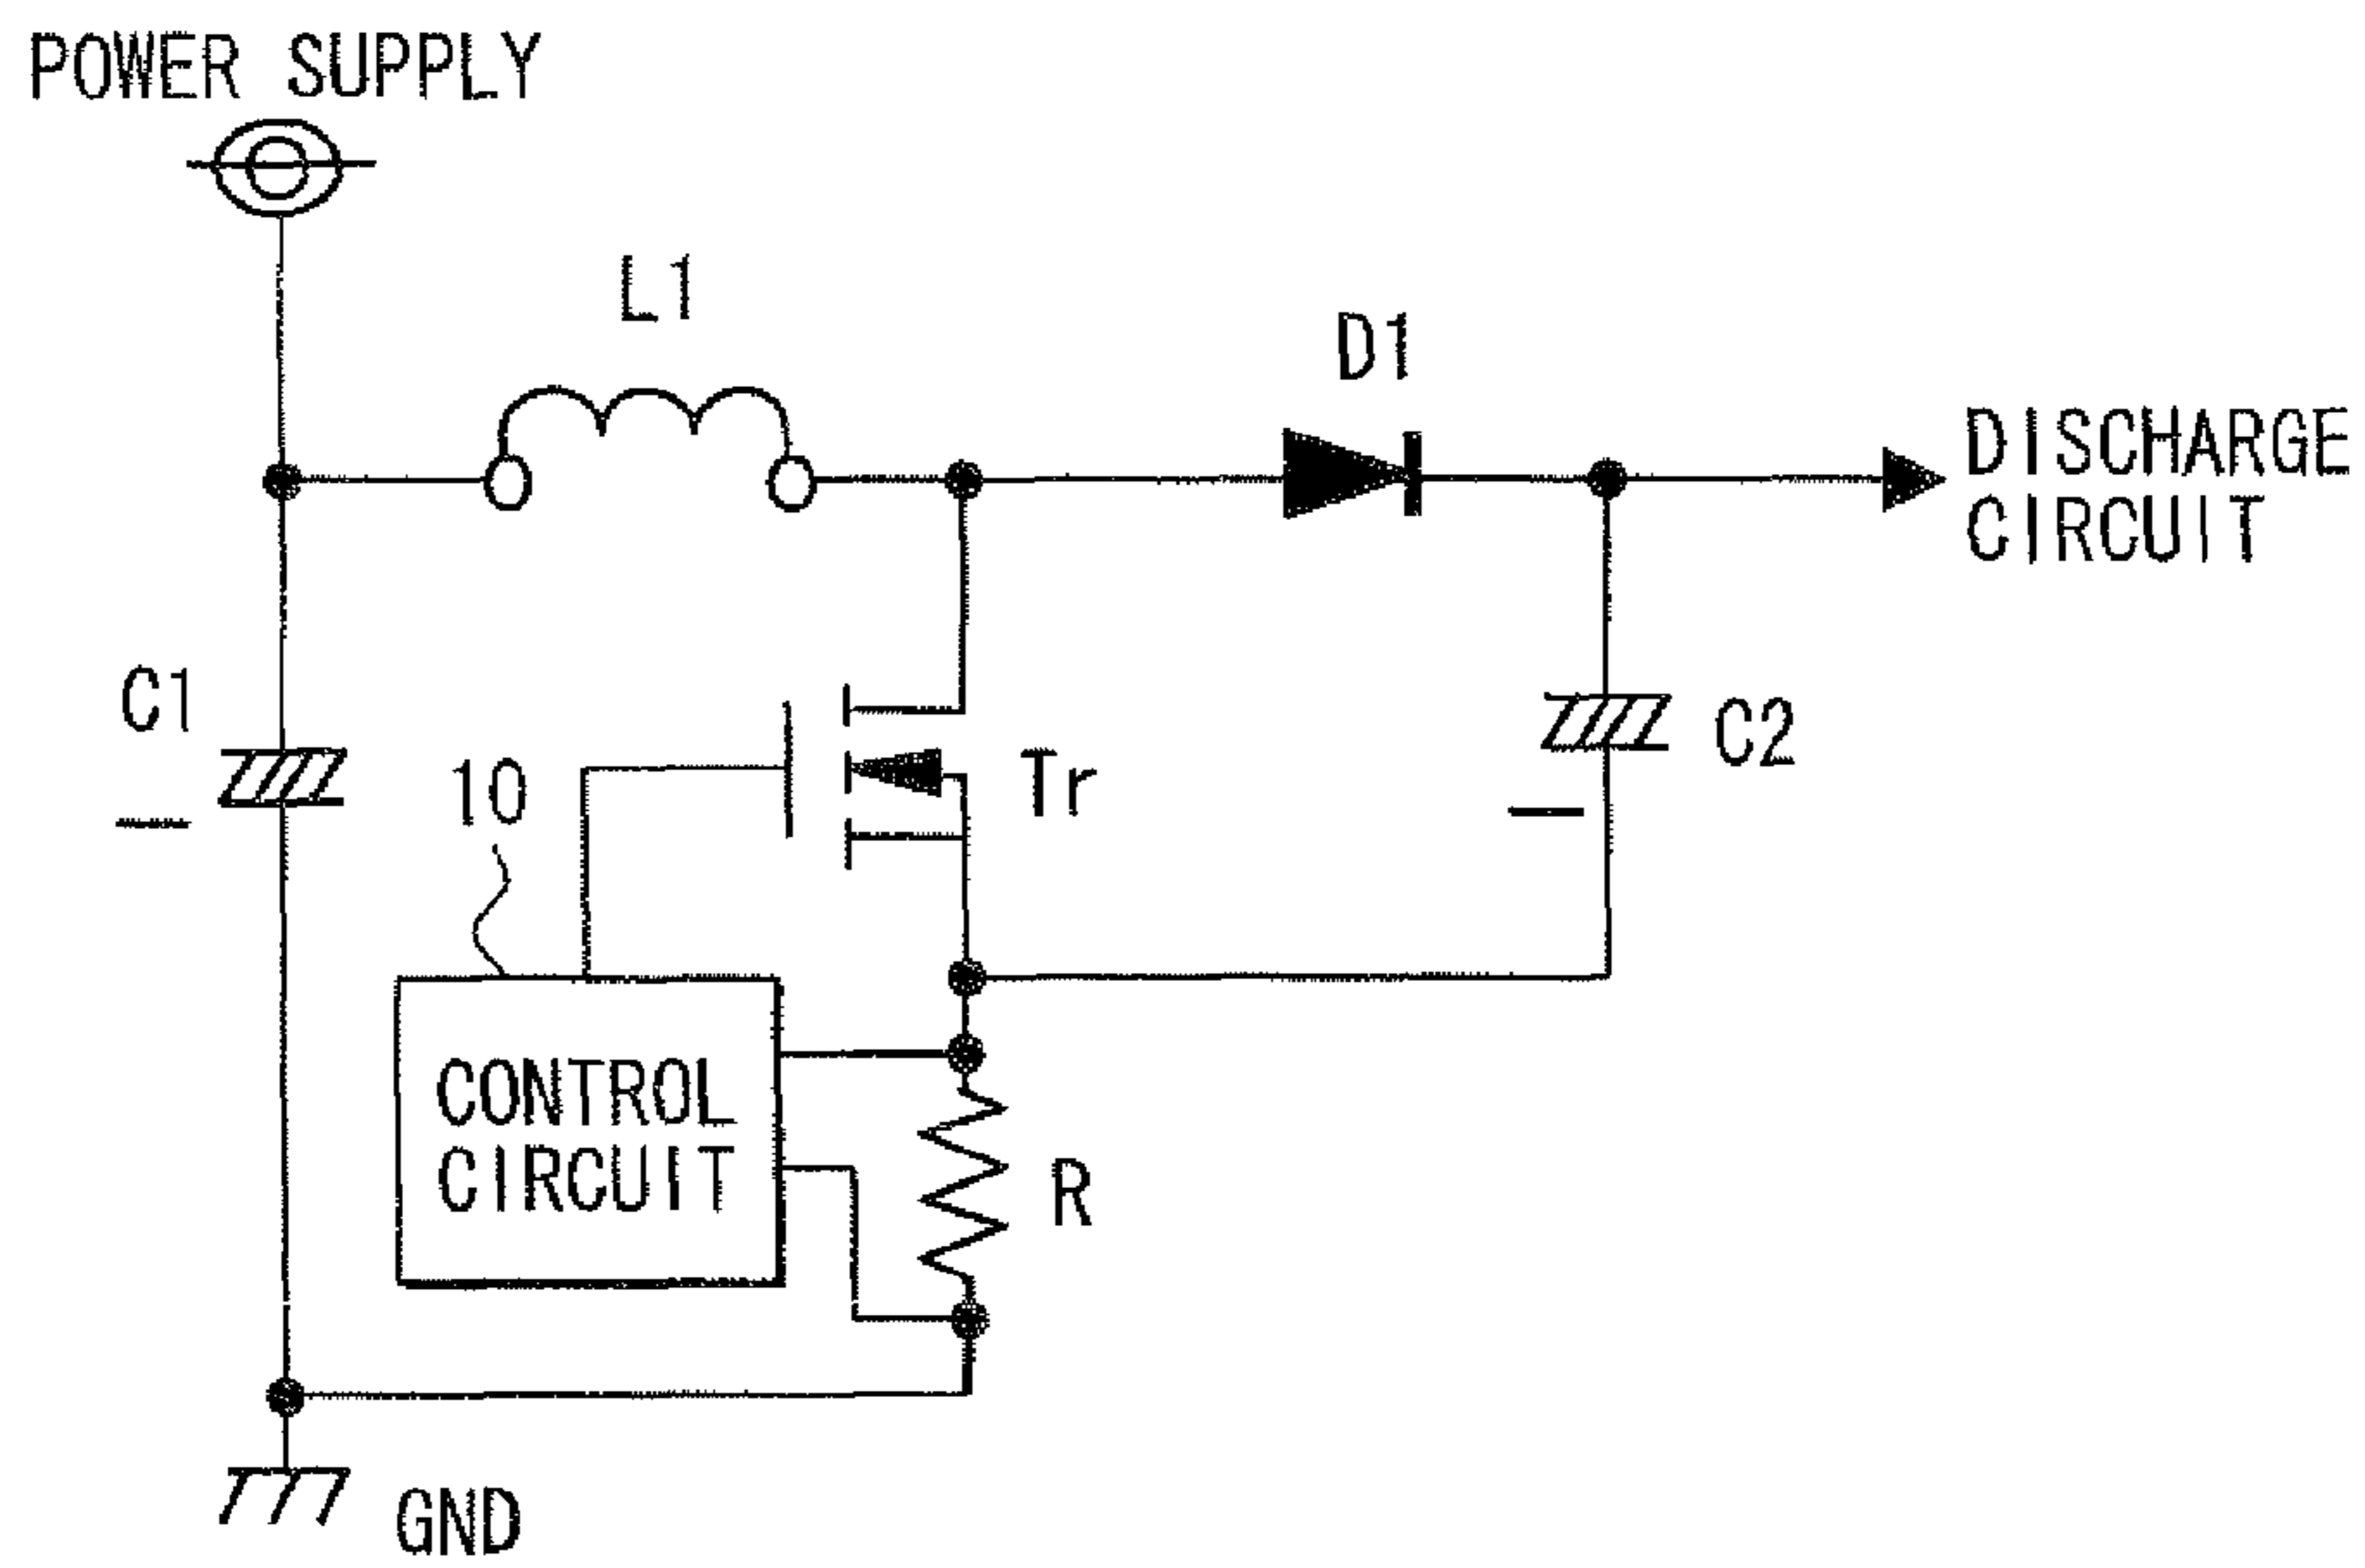 POWER SUPPLY
L1
D1
DISCHARGE
CIRCUIT
C1
C2
10
Tr
CONTROL
CIRCUIT
R
GND